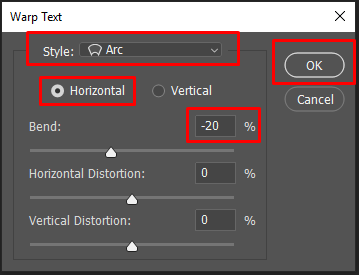 Warp Text
Style: Arc
OK
Horizontal Vertical
Cancel
Bend: -20 %
Horizontal Distortion: 0 %
Vertical Distortion: 0 %